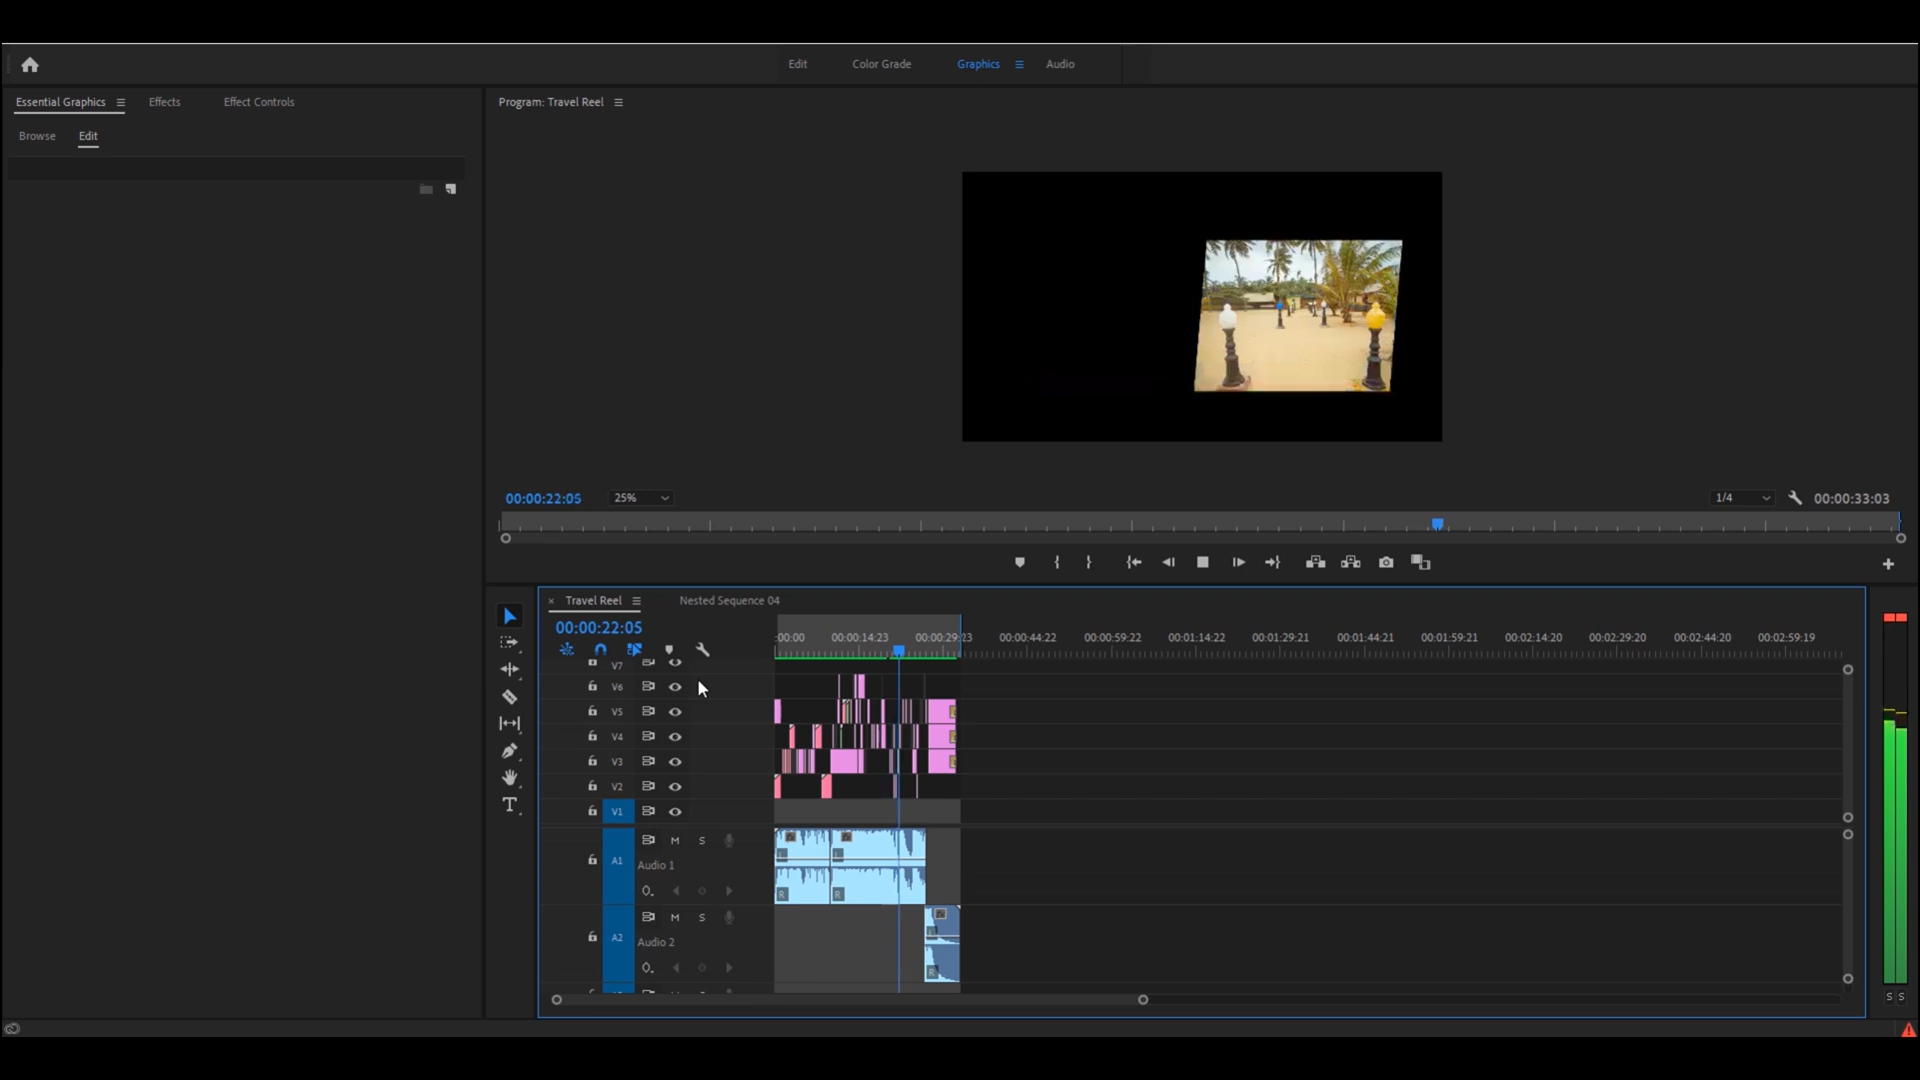 Edit Color Grade Graphics Audio
Essential Graphics Effects Effect Controls
Program: Travel Reel
Browse Edit
00:00:22:05 25% 1/4 00:00:33:03
Travel Reel Nested Sequence 04
00:00:22:05
:00:00 00:00:14:23 00:00:29:23 00:00:44:22 00:00:59:22 00:01:14:22 00:01:29:21 00:01:44:21 00:01:59:21 00:02:14:20 00:02:29:20 00:02:44:20 00:02:59:19
V7
V6
V5
V4
V3
V2
V1
M S
A1
Audio 1
L L
R R
M S
A2
Audio 2
R
S S